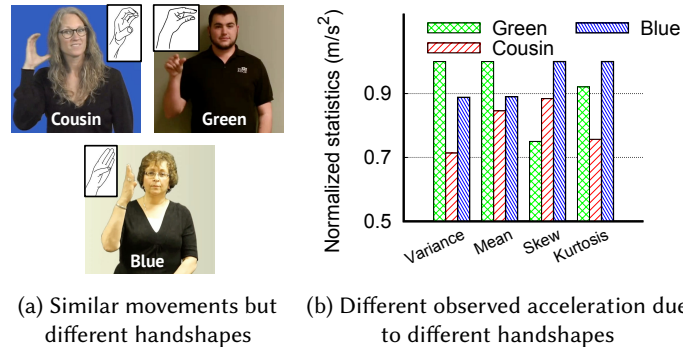 Cousin
Green
Blue
Green
Cousin
Blue
Normalized statistics (m/s²)
0.9
0.7
0.5
Variance
Mean
Skew
Kurtosis
(a) Similar movements but
different handshapes
(b) Different observed acceleration due
to different handshapes